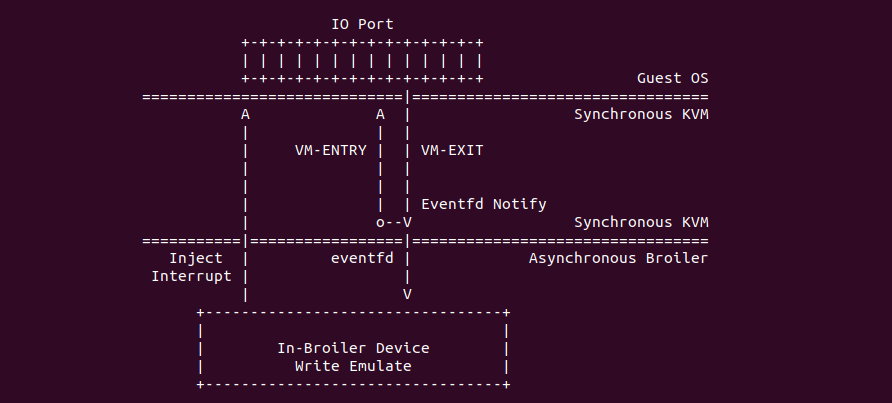 IO Port
           +-+-+-+-+-+-+-+-+-+-+-+-+-+
           | | | | | | | | | | | | | |
           +-+-+-+-+-+-+-+-+-+-+-+-+-+                 Guest OS
=============================|=================================
           A              A  |                  Synchronous KVM
           |              |  |
           |     VM-ENTRY |  | VM-EXIT
           |              |  |
           |              |  |
           |              |  | Eventfd Notify
           |              o--V                  Synchronous KVM
===========|=================|=================================
   Inject  |         eventfd |             Asynchronous Broiler
 Interrupt |                 |
           |                 V
      +---------------------------------+
      |                                 |
      |        In-Broiler Device        |
      |          Write Emulate          |
      +---------------------------------+